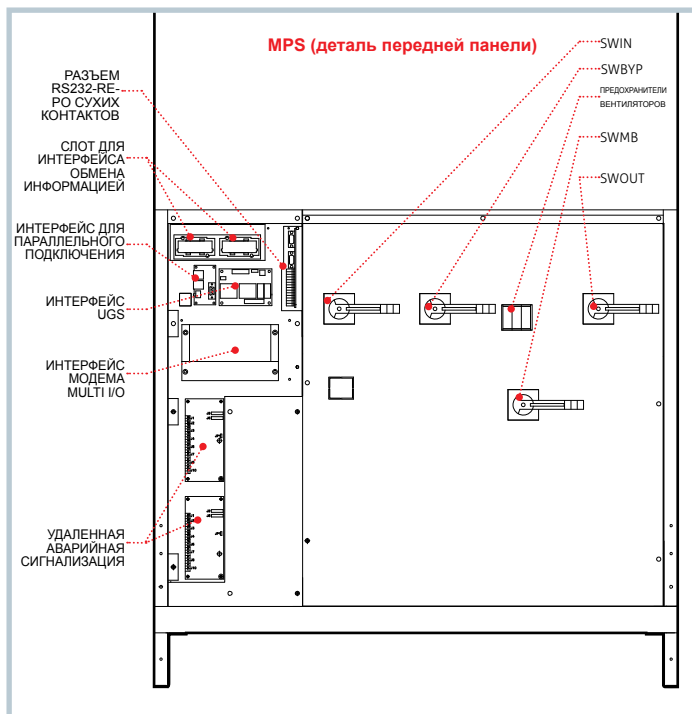 MPS (деталь передней панели)
РАЗЪЕМ
RS232-RE-
РО СУХИХ
КОНТАКТОВ
СЛОТ ДЛЯ
ИНТЕРФЕЙСА
ОБМЕНА
ИНФОРМАЦИЕЙ
ИНТЕРФЕЙС ДЛЯ
ПАРАЛЛЕЛЬНОГО
ПОДКЛЮЧЕНИЯ
ИНТЕРФЕЙС
UGS
ИНТЕРФЕЙС
МОДЕМА
MULTI I/O
УДАЛЕННАЯ
АВАРИЙНАЯ
СИГНАЛИЗАЦИЯ
SWIN
SWBYP
ПРЕДОХРАНИТЕЛИ
ВЕНТИЛЯТОРОВ
SWMB
SWOUT